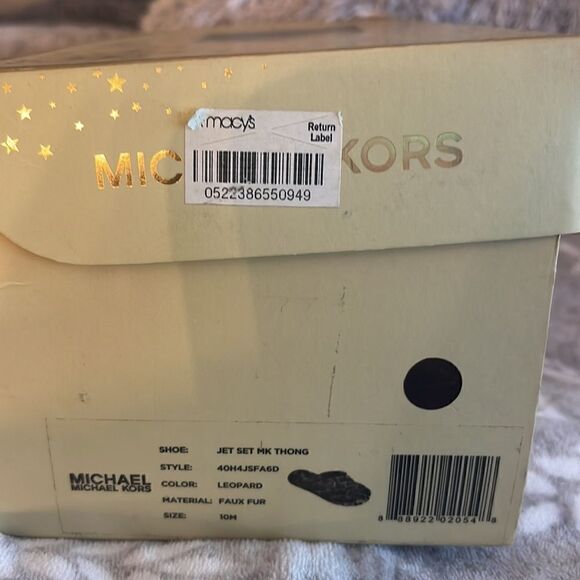 macy's
Return
Label
MIC KORS
0522386550949
SHOE: JET SET MK THONG
STYLE: 40H4JSFA6D
MICHAEL
MICHAEL KORS
COLOR: LEOPARD
MATERIAL: FAUX FUR
SIZE: 10M
8 88922 02054 8